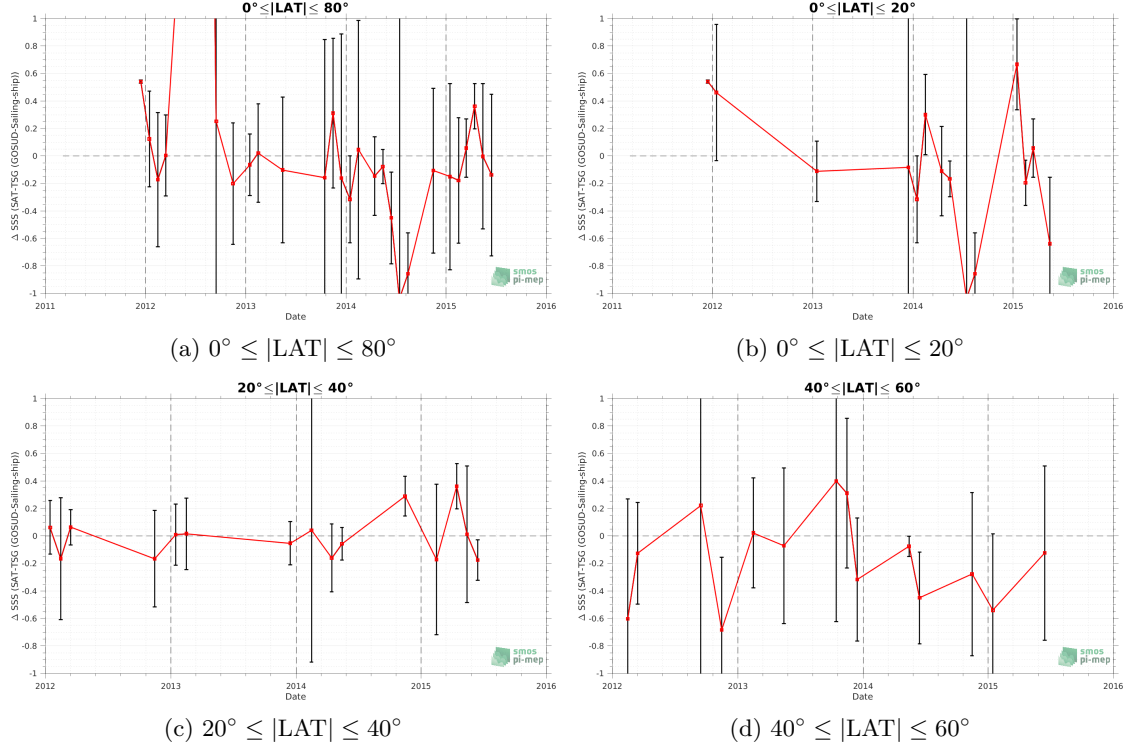 0°≤|LAT|≤ 80°
Δ SSS (SAT-TSG (GOSUD-Sailing-ship))
1
0.8
0.6
0.4
0.2
0
-0.2
-0.4
-0.6
-0.8
-1
2011 2012 2013 2014 2015 2016
Date
smos
pi-mep
(a) 0° ≤ |LAT| ≤ 80°
0°≤|LAT|≤ 20°
Δ SSS (SAT-TSG (GOSUD-Sailing-ship))
1
0.8
0.6
0.4
0.2
0
-0.2
-0.4
-0.6
-0.8
-1
2011 2012 2013 2014 2015 2016
Date
smos
pi-mep
(b) 0° ≤ |LAT| ≤ 20°
20°≤|LAT|≤ 40°
Δ SSS (SAT-TSG (GOSUD-Sailing-ship))
1
0.8
0.6
0.4
0.2
0
-0.2
-0.4
-0.6
-0.8
-1
2012 2013 2014 2015 2016
Date
smos
pi-mep
(c) 20° ≤ |LAT| ≤ 40°
40°≤|LAT|≤ 60°
Δ SSS (SAT-TSG (GOSUD-Sailing-ship))
1
0.8
0.6
0.4
0.2
0
-0.2
-0.4
-0.6
-0.8
-1
2012 2013 2014 2015 2016
Date
smos
pi-mep
(d) 40° ≤ |LAT| ≤ 60°